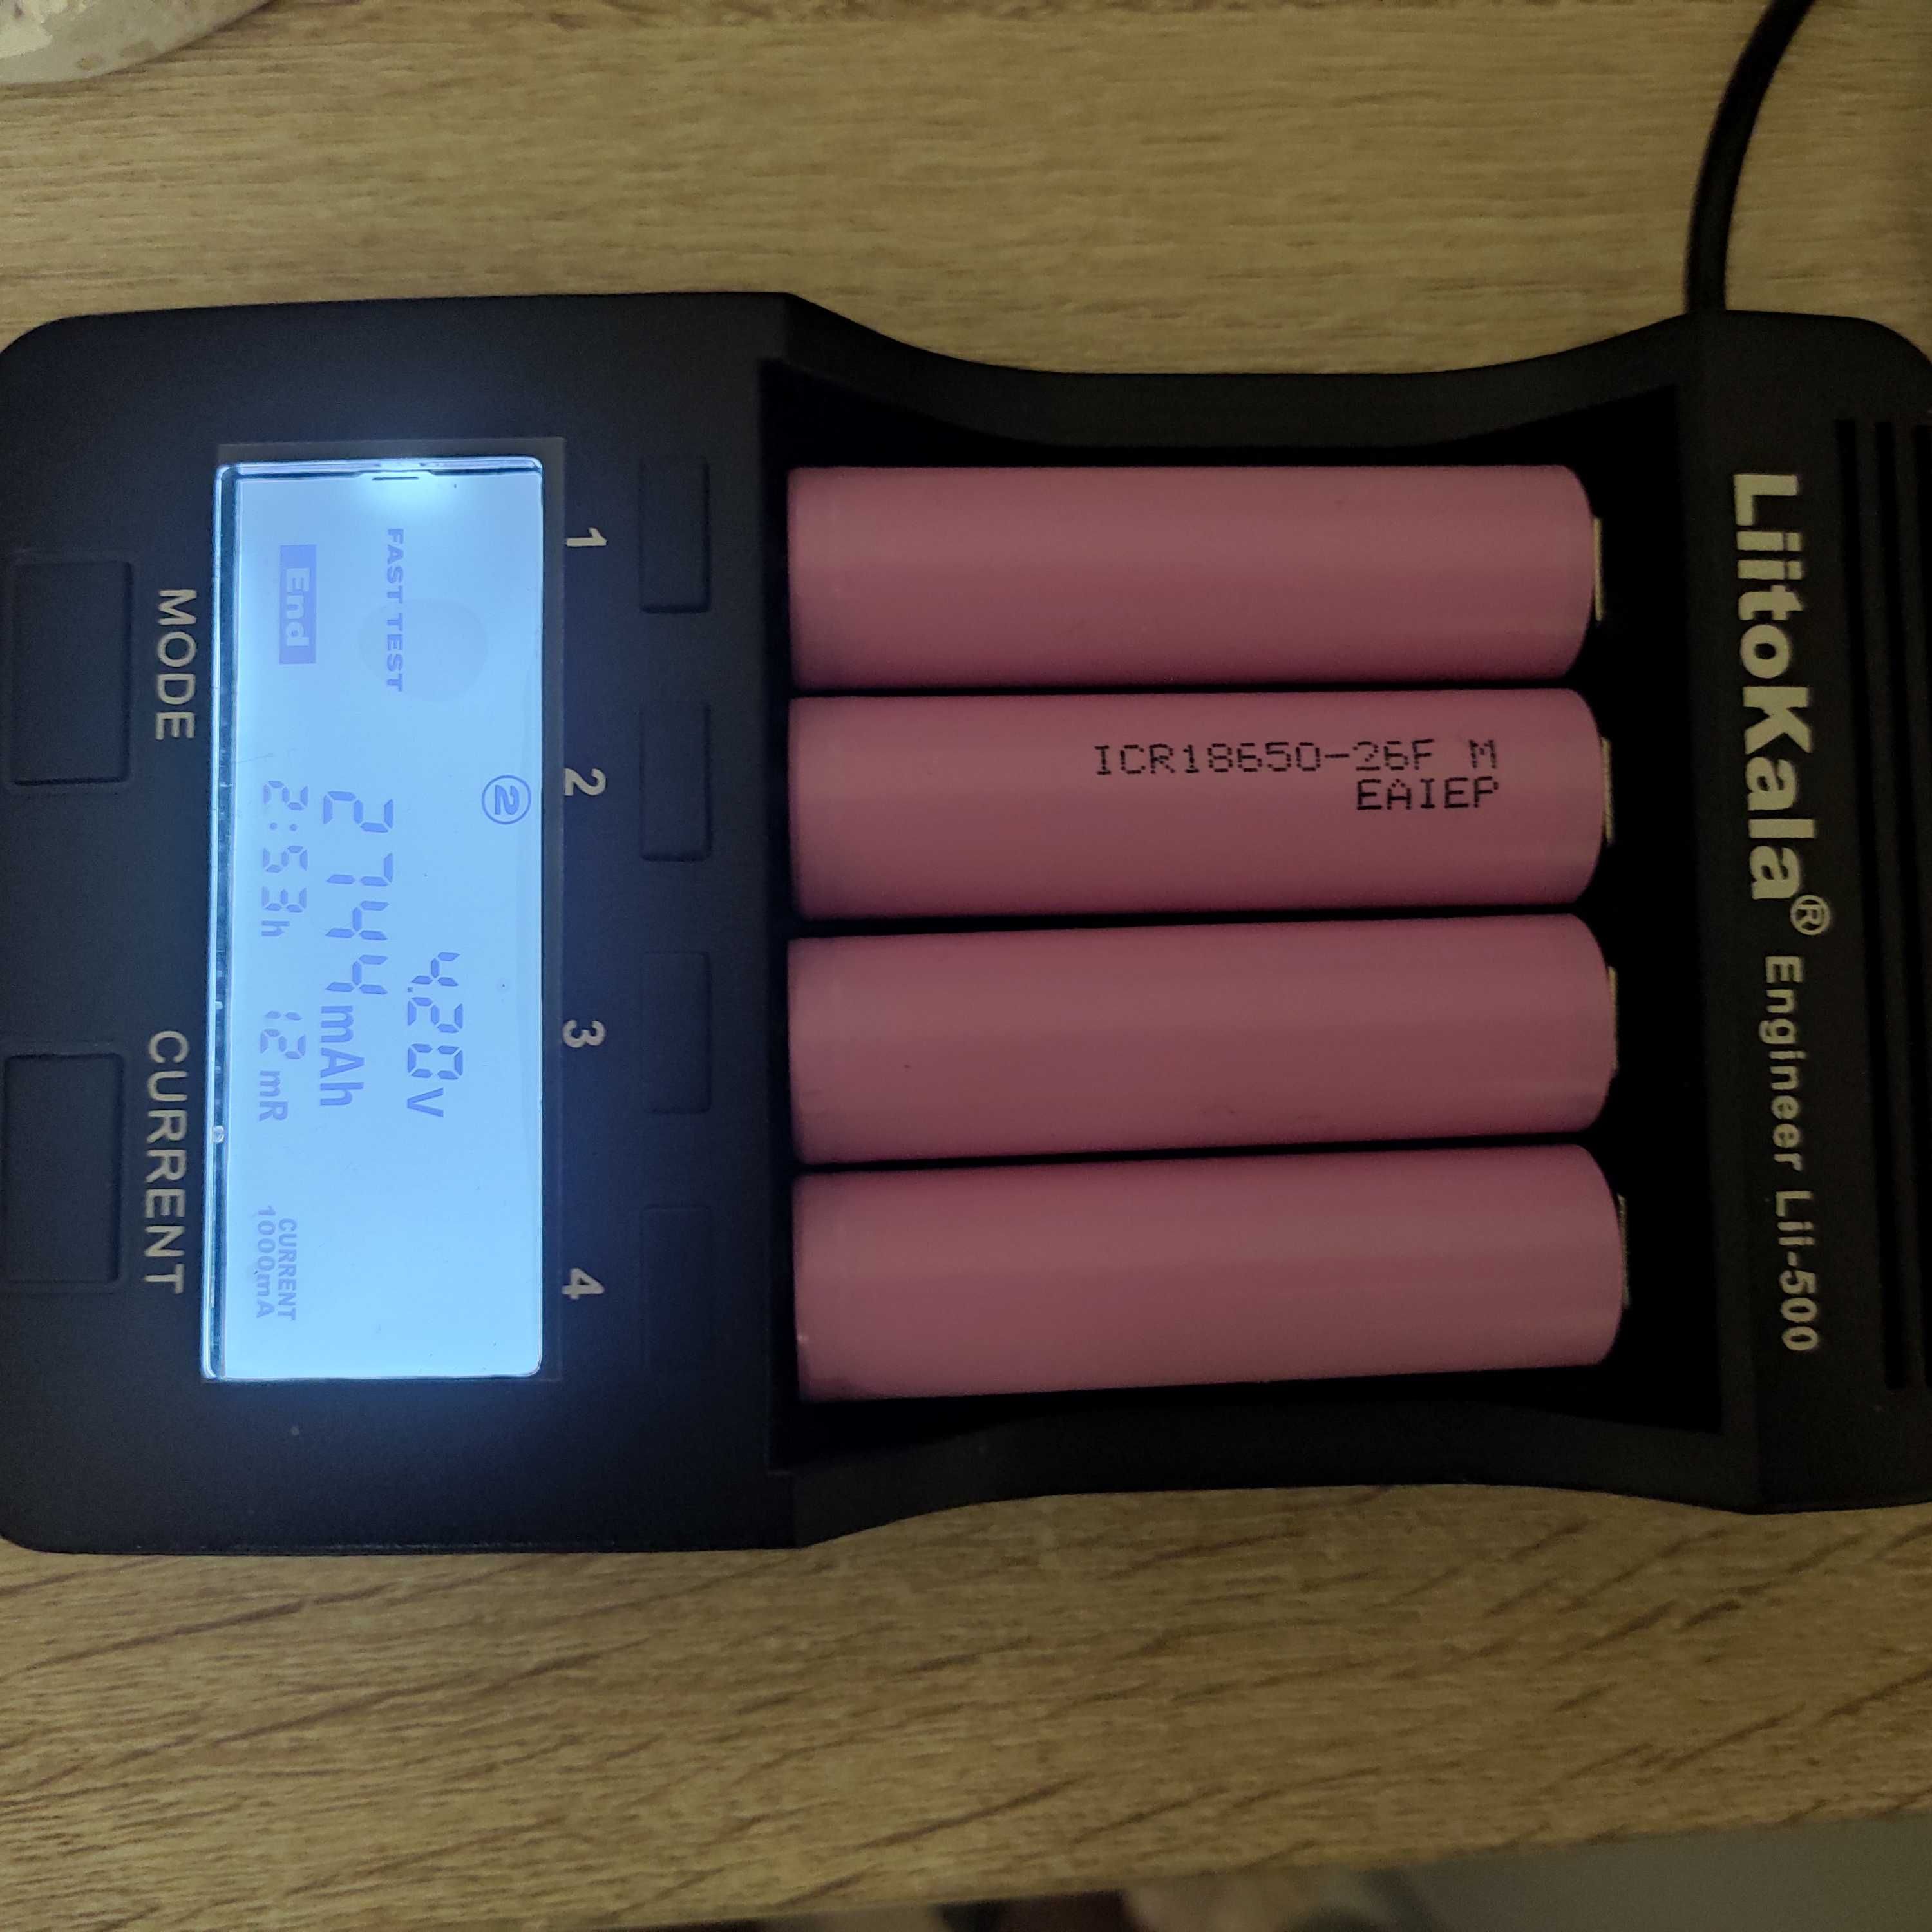 LiitoKala® Engineer Lii-500
ICR18650-26F M
EAIEP
1 2 3 4
②
4.20V
FAST TEST
2744mAh
End
2:53h 12mR
CURRENT
1000mA
MODE CURRENT